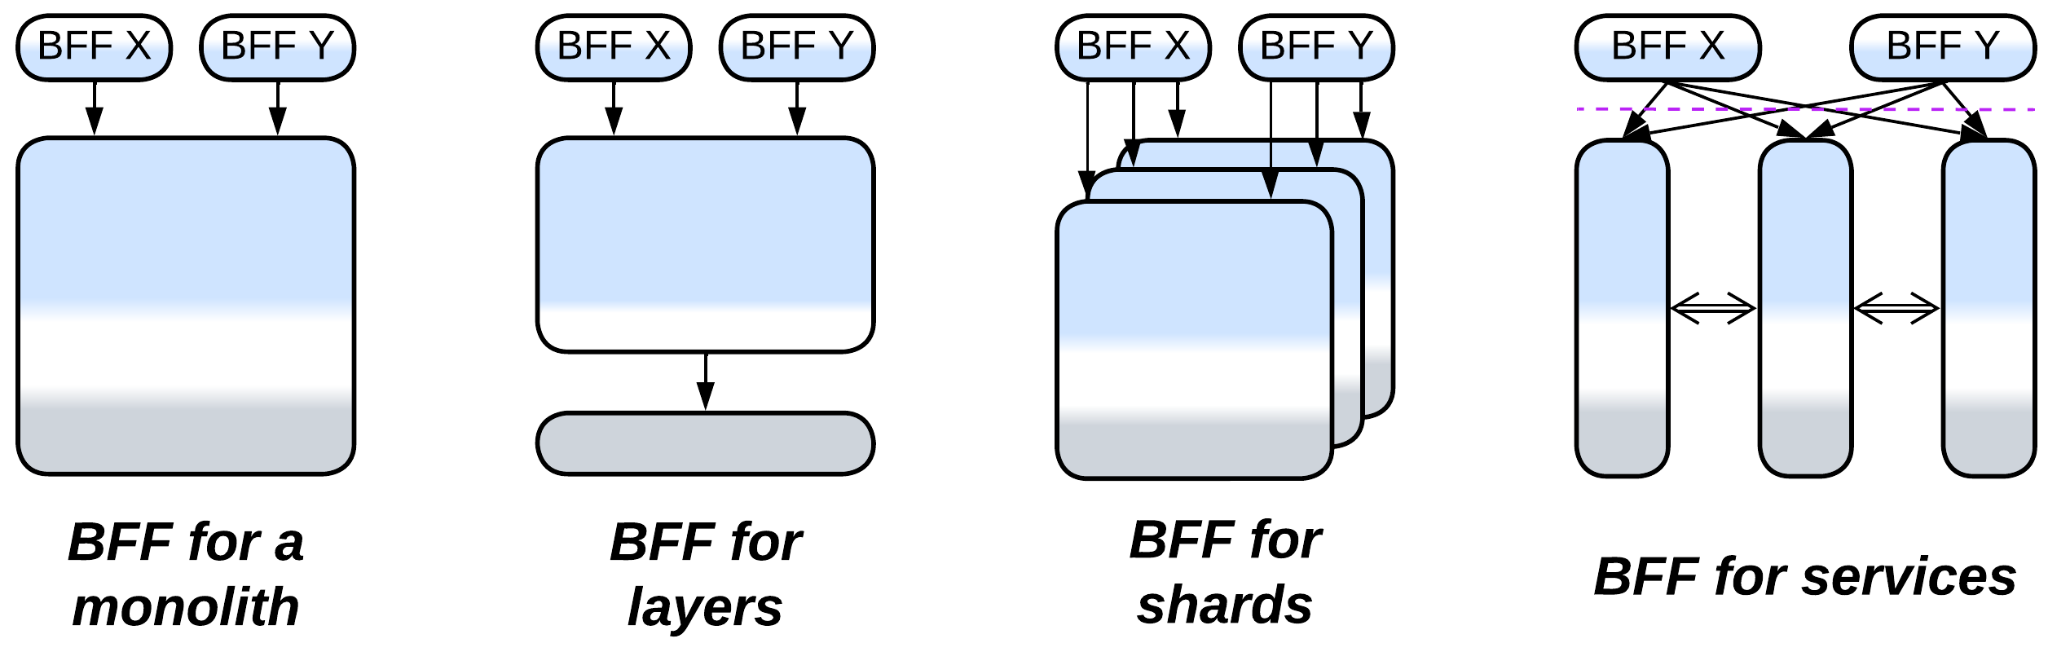 BFF X
BFF Y
BFF X
BFF Y
BFF X
BFF Y
BFF X
BFF Y
BFF for a
monolith
BFF for
layers
BFF for
shards
BFF for services